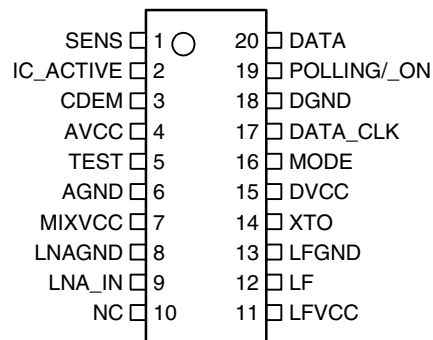 SENS 1 20 DATA
IC_ACTIVE 2 19 POLLING/_ON
CDEM 3 18 DGND
AVCC 4 17 DATA_CLK
TEST 5 16 MODE
AGND 6 15 DVCC
MIXVCC 7 14 XTO
LNAGND 8 13 LFGND
LNA_IN 9 12 LF
NC 10 11 LFVCC